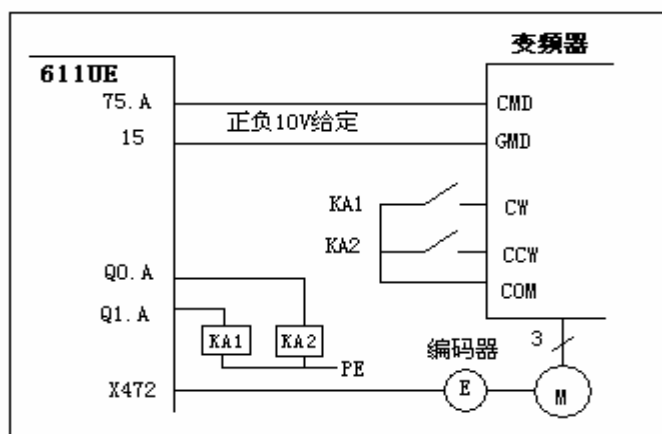 变频器
611UE
75.A
正负10V给定
CMD
15
GMD
KA1
CW
KA2
CCW
COM
Q0.A
Q1.A
KA1
KA2
PE
编码器
3
X472
E
M